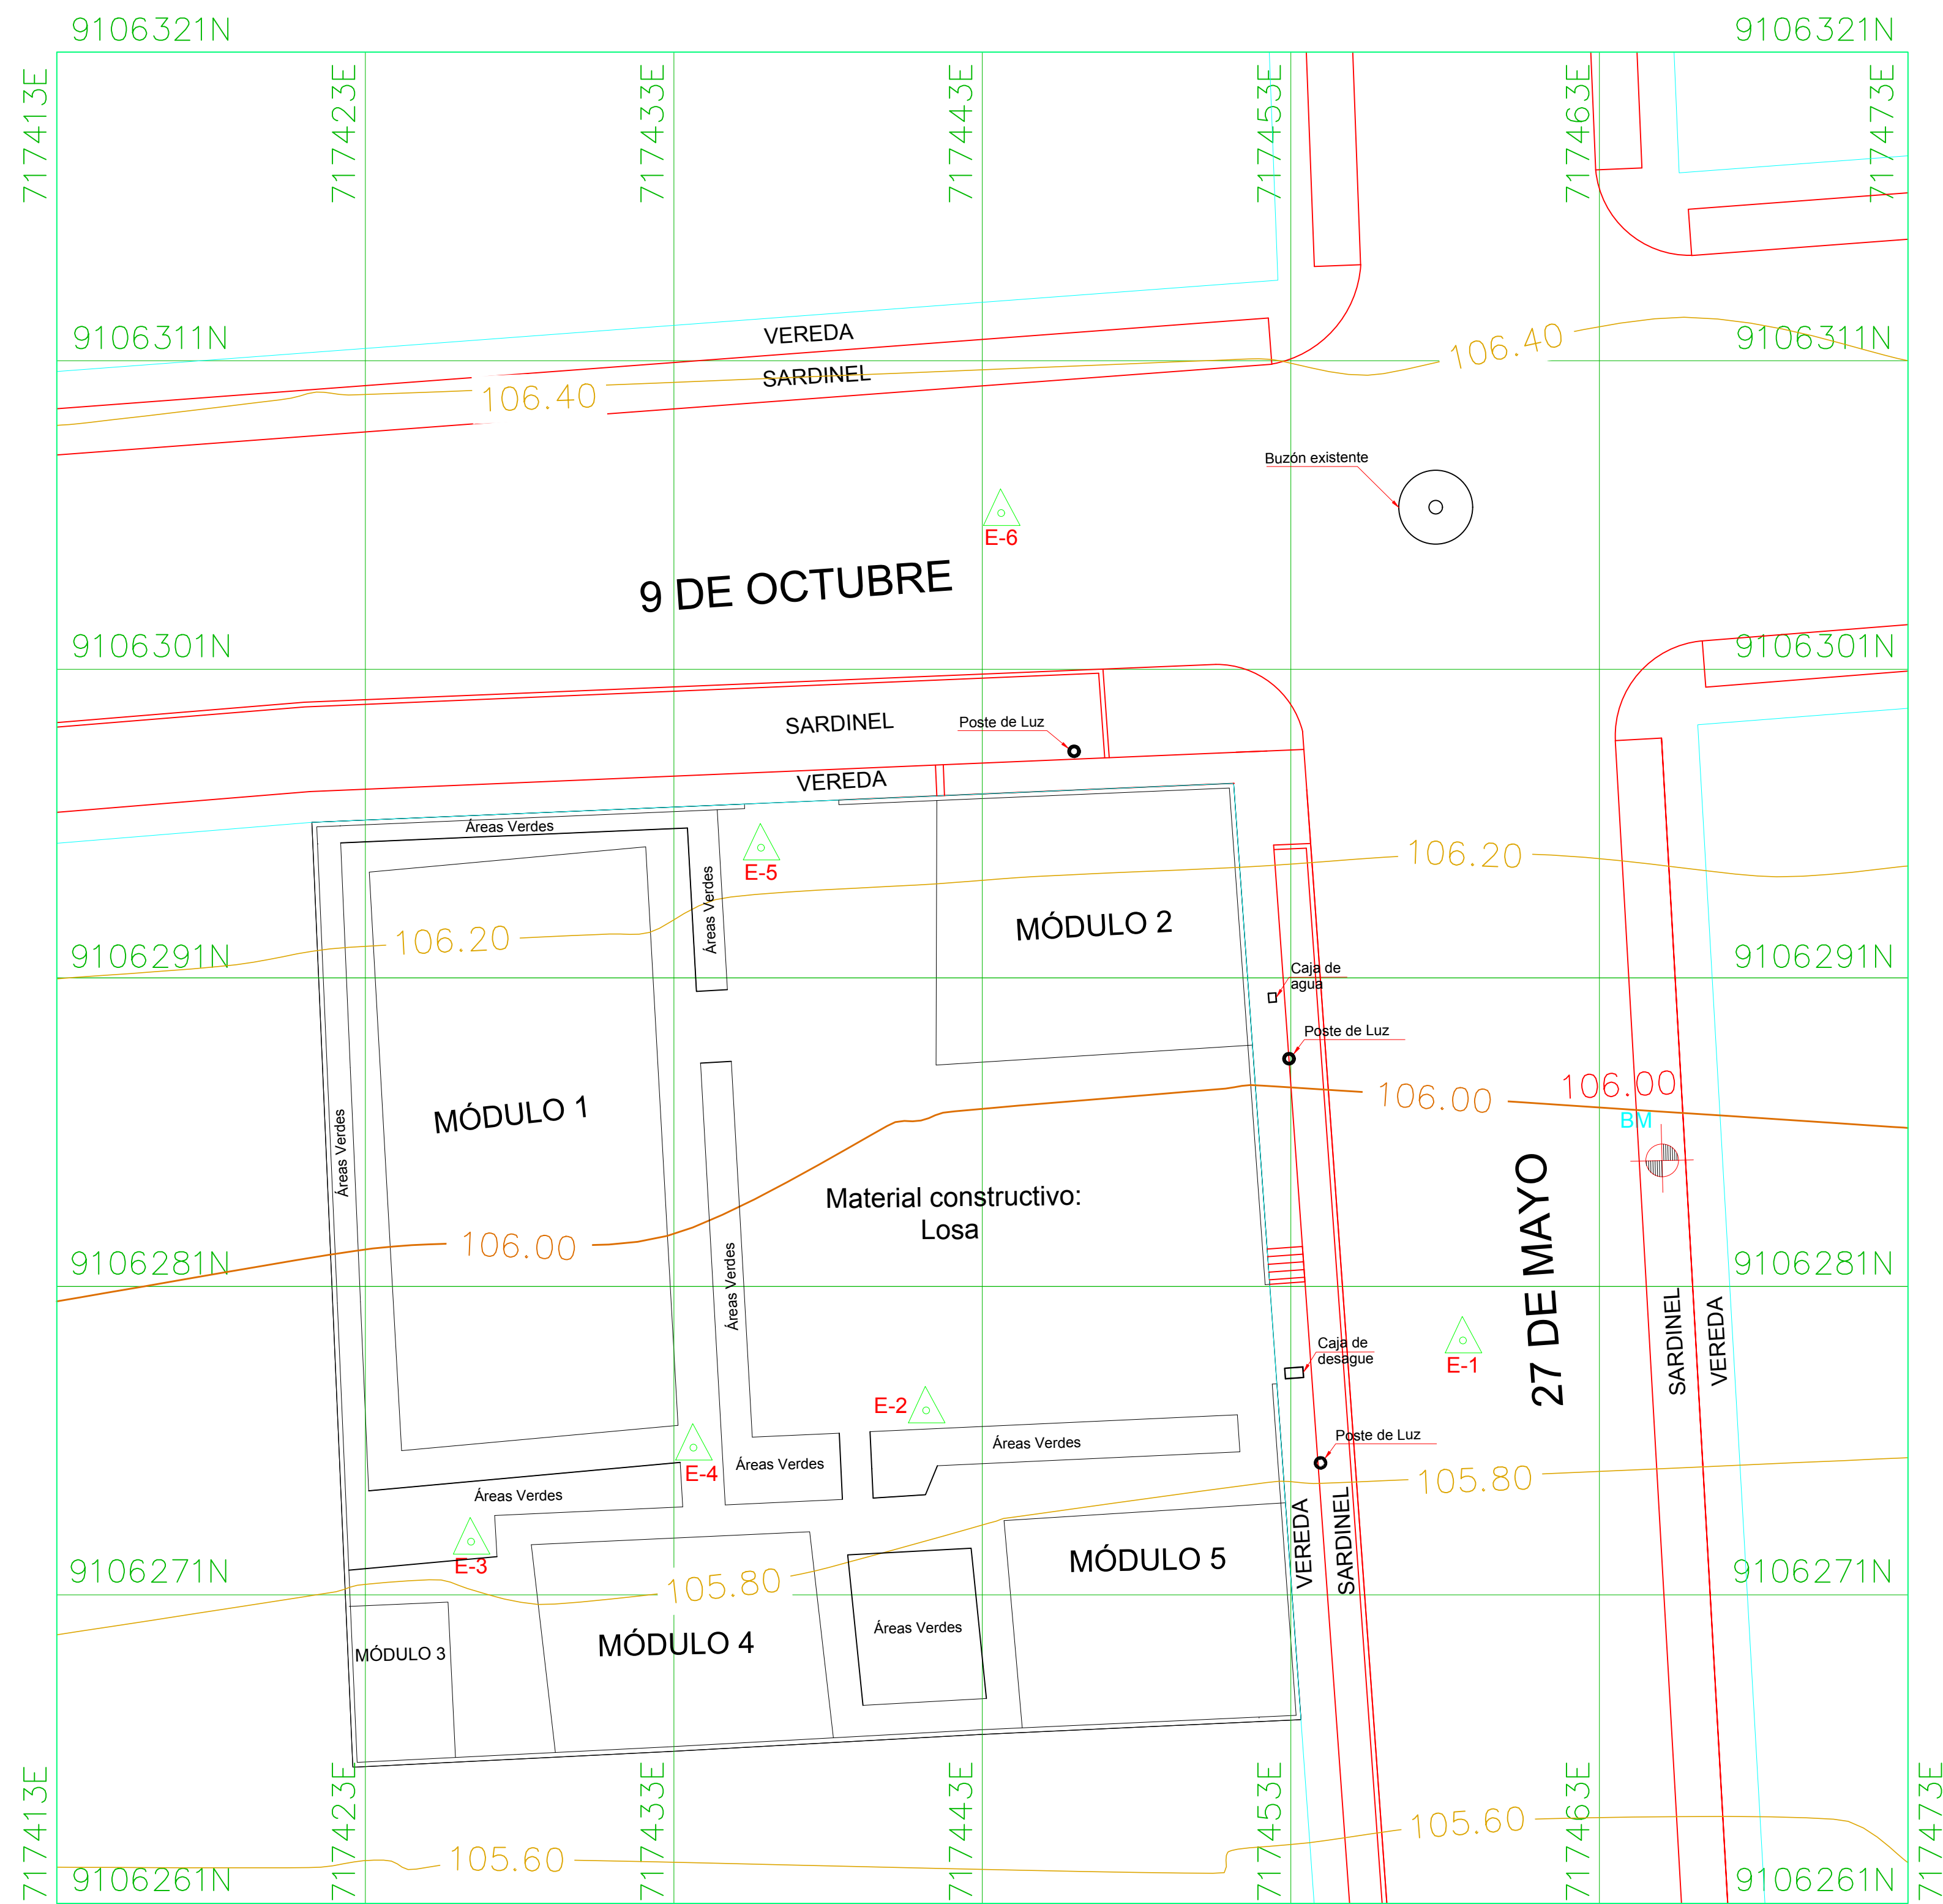 9106321N
9106321N
717413E
717423E
717433E
717443E
717453E
717463E
717473E
9106311N
VEREDA
106.40
9106311N
SARDINEL
106.40
Buzón existente
E-6
9 DE OCTUBRE
9106301N
9106301N
SARDINEL
Poste de Luz
VEREDA
Áreas Verdes
E-5
106.20
Áreas Verdes
MÓDULO 2
106.20
9106291N
9106291N
Caja de
agua
Poste de Luz
106.00
106.00
MÓDULO 1
BM
Áreas Verdes
Material constructivo:
Losa
106.00
9106281N
9106281N
27 DE MAYO
Áreas Verdes
SARDINEL
VEREDA
Caja de
desague
E-1
E-2
Poste de Luz
Áreas Verdes
Áreas Verdes
E-4
105.80
Áreas Verdes
VEREDA
SARDINEL
E-3
MÓDULO 5
9106271N
105.80
9106271N
Áreas Verdes
MÓDULO 4
MÓDULO 3
105.60
105.60
9106261N
9106261N
717413E
717423E
717433E
717443E
717453E
717463E
717473E